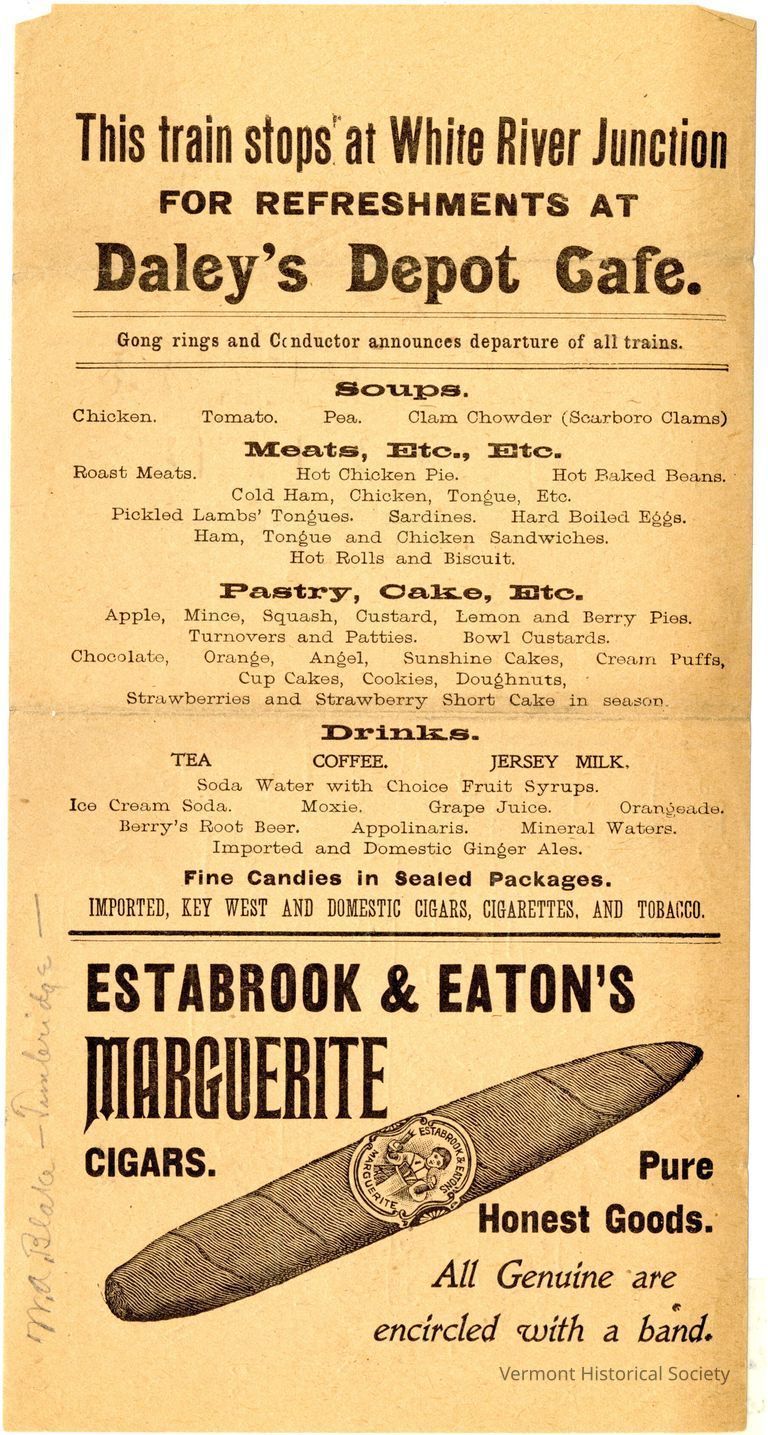 This train stops at White River Junction
FOR REFRESHMENTS AT
Daley's Depot Cafe.
Gong rings and Conductor announces departure of all trains.
Soups.
Chicken. Tomato. Pea. Clam Chowder (Scarboro Clams)
Meats, Etc., Etc.
Roast Meats. Hot Chicken Pie. Hot Baked Beans.
Cold Ham, Chicken, Tongue, Etc.
Pickled Lambs' Tongues. Sardines. Hard Boiled Eggs.
Ham, Tongue and Chicken Sandwiches.
Hot Rolls and Biscuit.
Pastry, Cake, Etc.
Apple, Mince, Squash, Custard, Lemon and Berry Pies.
Turnovers and Patties. Bowl Custards.
Chocolate, Orange, Angel, Sunshine Cakes, Cream Puffs,
Cup Cakes, Cookies, Doughnuts,
Strawberries and Strawberry Short Cake in season.
Drinks.
TEA COFFEE. JERSEY MILK.
Soda Water with Choice Fruit Syrups.
Ice Cream Soda. Moxie. Grape Juice. Orangeade.
Berry's Root Beer. Appolinaris. Mineral Waters.
Imported and Domestic Ginger Ales.
Fine Candies in Sealed Packages.
IMPORTED, KEY WEST AND DOMESTIC CIGARS, CIGARETTES, AND TOBACCO.
ESTABROOK & EATON'S
MARGUERITE
CIGARS.
ESTABROOK & EATONS
MARGUERITE
Pure
Honest Goods.
All Genuine are
encircled with a band.
W.A. Blake — Tunbridge —
Vermont Historical Society